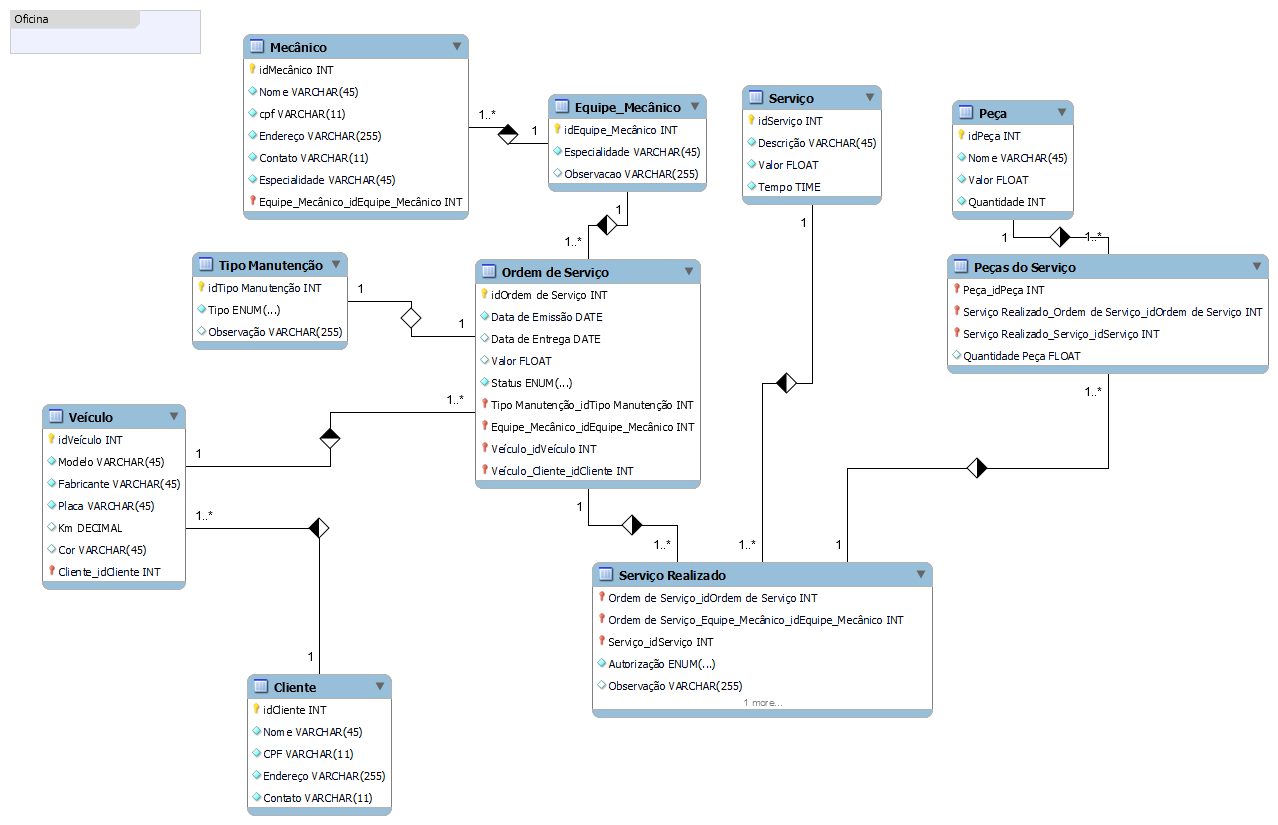 Oficina
Mecânico
idMecânico INT
Nome VARCHAR(45)
cpf VARCHAR(11)
Endereço VARCHAR(255)
Contato VARCHAR(11)
Especialidade VARCHAR(45)
Equipe_Mecânico_idEquipe_Mecânico INT
1..*
1
Equipe_Mecânico
idEquipe_Mecânico INT
Especialidade VARCHAR(45)
Observacao VARCHAR(255)
1
1..*
Serviço
idServiço INT
Descrição VARCHAR(45)
Valor FLOAT
Tempo TIME
1
1..*
Peça
idPeça INT
Nome VARCHAR(45)
Valor FLOAT
Quantidade INT
1
1..*
Tipo Manutenção
idTipo Manutenção INT
Tipo ENUM(...)
Observação VARCHAR(255)
1
1
Ordem de Serviço
idOrdem de Serviço INT
Data de Emissão DATE
Data de Entrega DATE
Valor FLOAT
Status ENUM(...)
Tipo Manutenção_idTipo Manutenção INT
Equipe_Mecânico_idEquipe_Mecânico INT
Veículo_idVeículo INT
Veículo_Cliente_idCliente INT
1
1..*
Peças do Serviço
Peça_idPeça INT
Serviço Realizado_Ordem de Serviço_idOrdem de Serviço INT
Serviço Realizado_Serviço_idServiço INT
Quantidade Peça FLOAT
1..*
1
Veículo
idVeículo INT
Modelo VARCHAR(45)
Fabricante VARCHAR(45)
Placa VARCHAR(45)
Km DECIMAL
Cor VARCHAR(45)
Cliente_idCliente INT
1
1..*
1..*
1
Serviço Realizado
Ordem de Serviço_idOrdem de Serviço INT
Ordem de Serviço_Equipe_Mecânico_idEquipe_Mecânico INT
Serviço_idServiço INT
Autorização ENUM(...)
Observação VARCHAR(255)
1 more...
Cliente
idCliente INT
Nome VARCHAR(45)
CPF VARCHAR(11)
Endereço VARCHAR(255)
Contato VARCHAR(11)